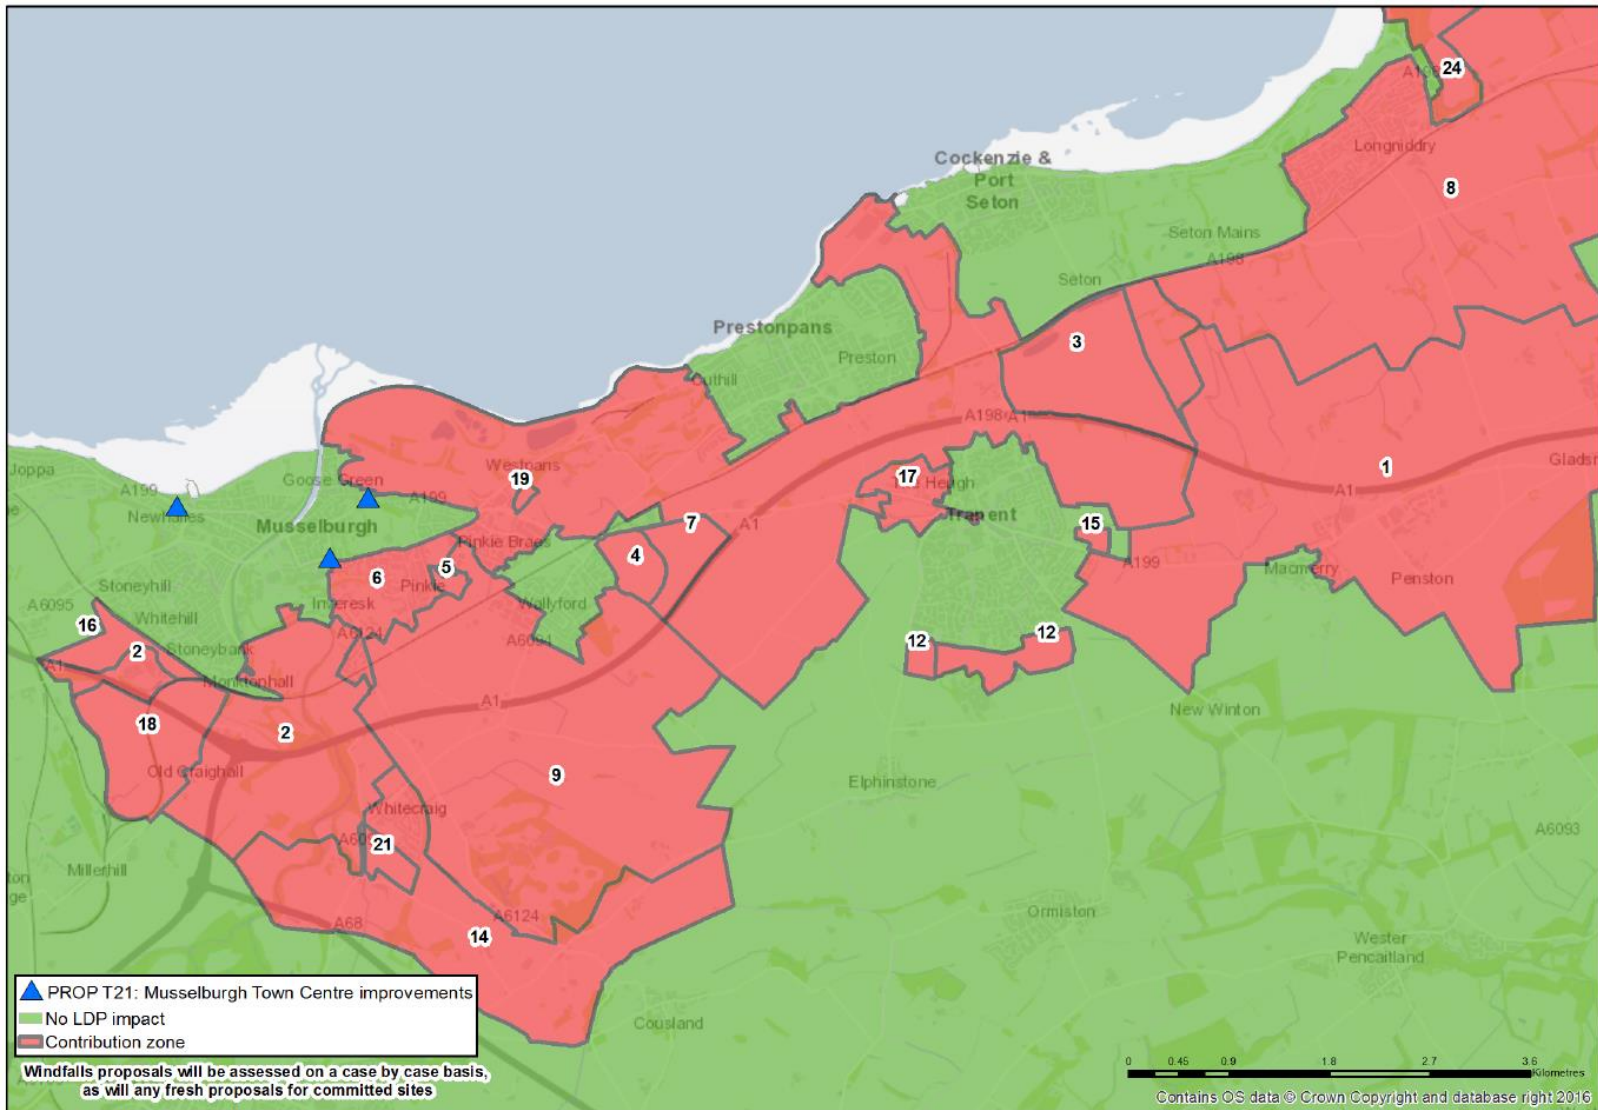 24
A198
Longniddry
8
Cockenzie &
Port
Seton
Seton Mains
A198
Seton
Prestonpans
Preston
Cuthill
3
A198
A1
1
A1
Westpans
19
17
Tranent
15
A199
Macmerry
Penston
Joppa
A199
Newhailes
Goose Green
A199
Musselburgh
Pinkie Braes
7
4
A1
5
6
Pinkie
Stoneyhill
Inveresk
Wallyford
A6095
Whitehill
16
2
Stoneybank
A6124
A6094
12
12
A1
Monktonhall
A1
New Winton
18
2
Old Craighall
9
Elphinstone
Whitecraig
21
A6093
Millerhill
A6124
A68
14
Ormiston
Wester
Pencaitland
Cousland
PROP T21: Musselburgh Town Centre improvements
No LDP impact
Contribution zone
Windfalls proposals will be assessed on a case by case basis,
as will any fresh proposals for committed sites
0 0.45 0.9 1.8 2.7 3.6
Kilometres
Contains OS data © Crown Copyright and database right 2016